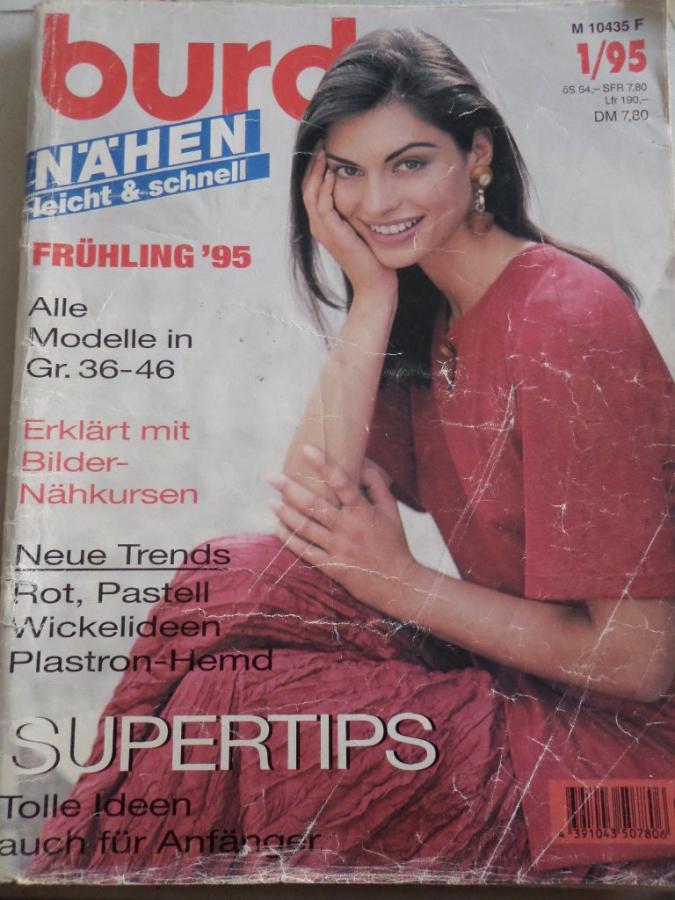 burd
M 10435 F
1/95
öS 64,– SFR 7,80
Lfr 190,–
DM 7,80
NÄHEN
leicht & schnell
FRÜHLING '95
Alle
Modelle in
Gr. 36-46
Erklärt mit
Bilder-
Nähkursen
Neue Trends
Rot, Pastell
Wickelideen
Plastron-Hemd
SUPERTIPS
Tolle Ideen
auch für Anfänger
4 391043 507806